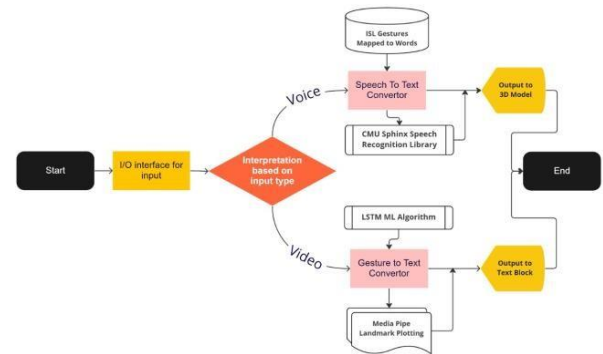 ISL Gestures
Mapped to Words
Voice
Speech To Text
Convertor
Output to
3D Model
CMU Sphinx Speech
Recognition Library
Start
I/O interface for
input
Interpretation
based on
input type
End
LSTM ML Algorithm
Video
Gesture to Text
Convertor
Output to
Text Block
Media Pipe
Landmark Plotting